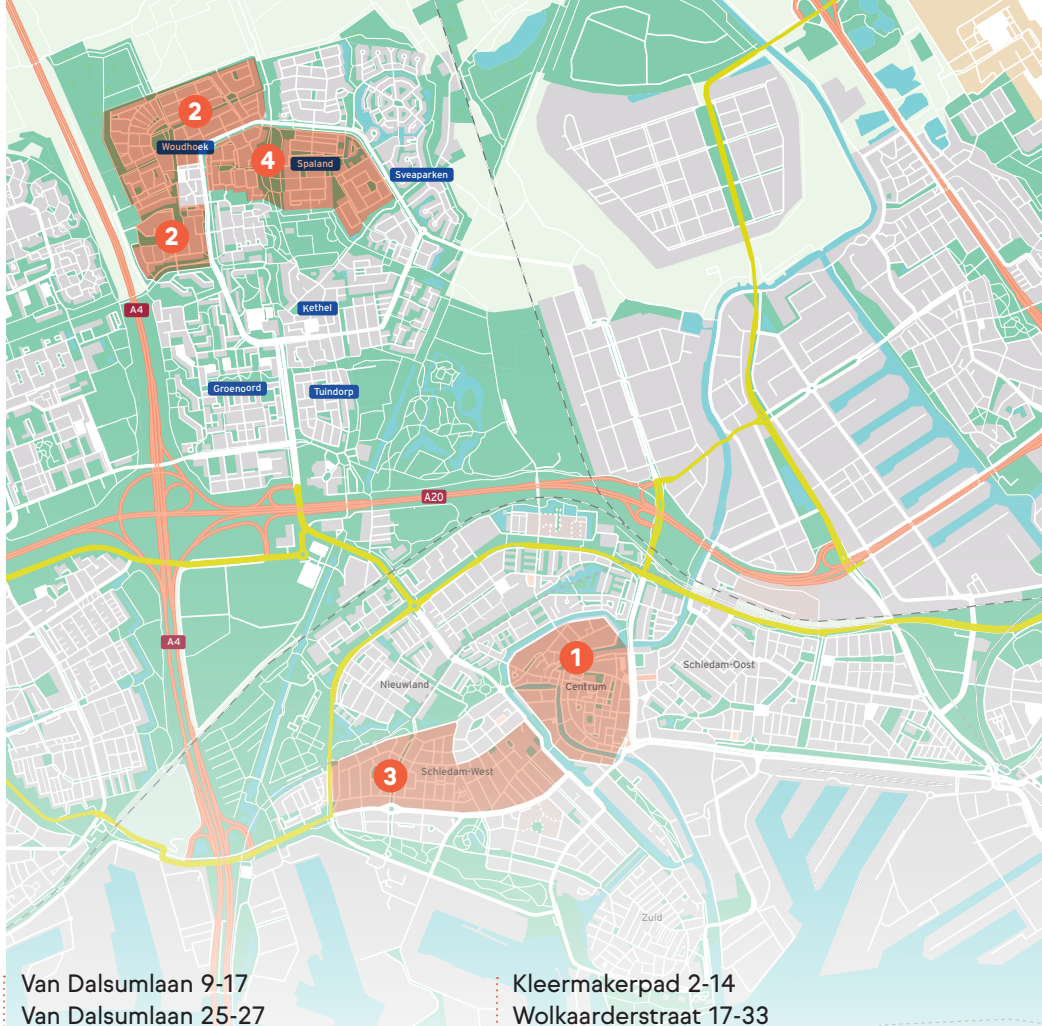 2
Woudhoek
4
Spaland
Sveaparken
2
A4
Kethel
Groenoord
Tuindorp
A20
A4
1
Schiedam-Oost
Nieuwland
Centrum
3
Schiedam-West
Zuid
Van Dalsumlaan 9-17
Van Dalsumlaan 25-27
Kleermakerpad 2-14
Wolkaarderstraat 17-33